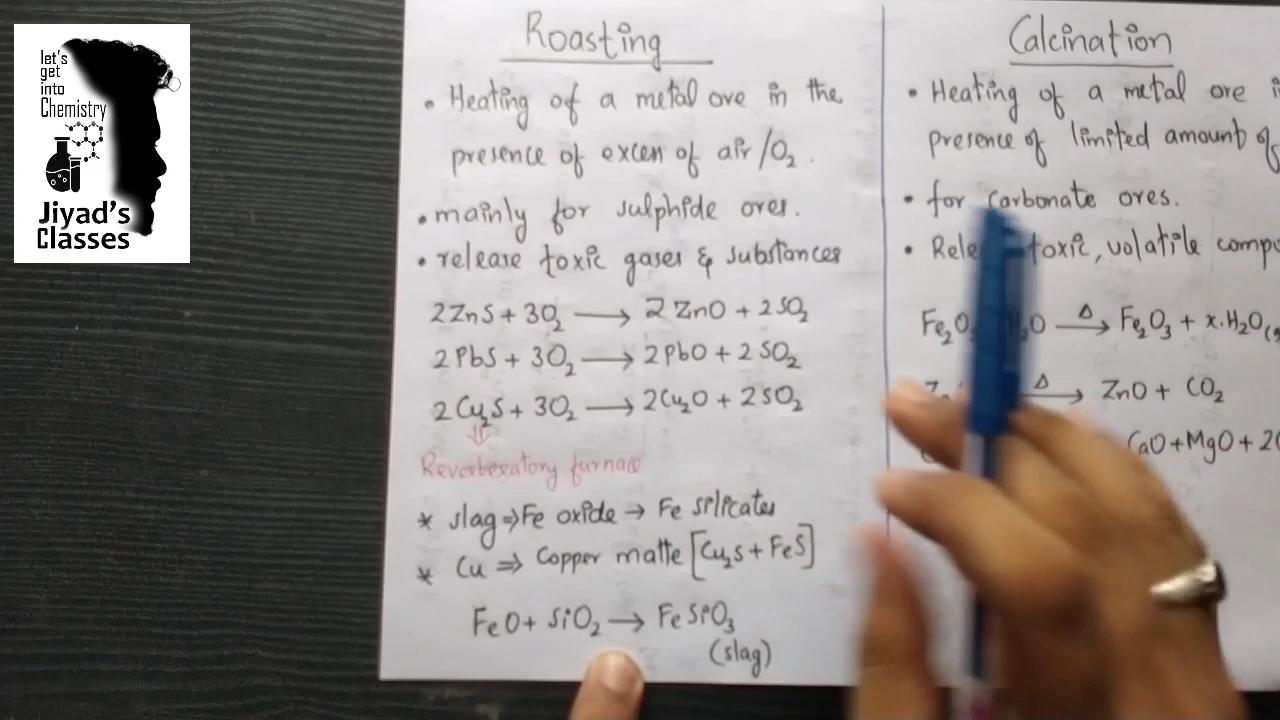 let's
get
into
Chemistry
Jiyad's
Classes
Roasting
• Heating of a metal ore in the
presence of excen of air/O2.
• mainly for sulphide ores.
• release toxic gases & substances
2ZnS + 3O2 ⟶ 2ZnO + 2SO2
2PbS + 3O2 ⟶ 2PbO + 2SO2
2Cu2S + 3O2 ⟶ 2Cu2O + 2SO2
⇓
Reverberatory furnace
* slag ⇒ Fe oxide → Fe silicates
* Cu ⇒ Copper matte [Cu2S + FeS]
FeO + SiO2 ⟶ FeSiO3
(slag)
Calcination
• Heating of a metal ore
presence of limited amount of
• for carbonate ores.
• toxic, volatile
Δ ⟶ Fe2O3 + x.H2O
Δ ⟶ ZnO + CO2
CaO + MgO +